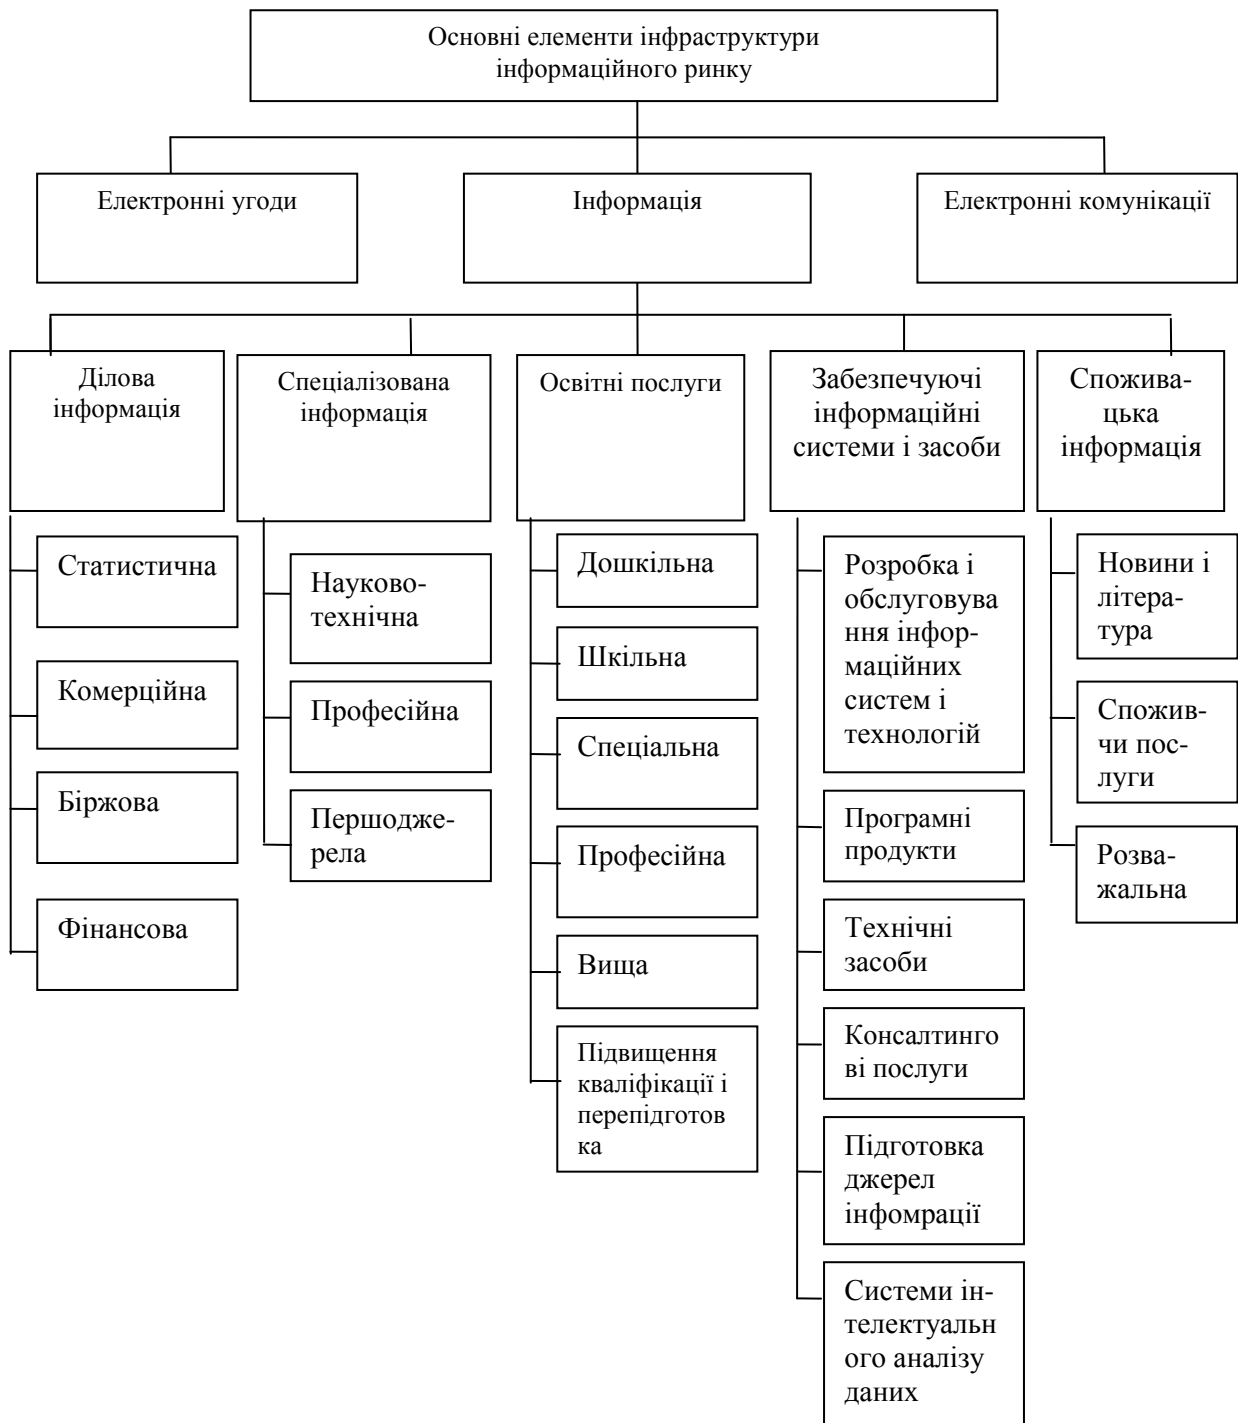 Основні елементи інфраструктури
інформаційного ринку
Електронні угоди
Інформація
Електронні комунікації
Ділова
інформація
Спеціалізована
інформація
Освітні послуги
Забезпечуючі
інформаційні
системи і засоби
Спожива-
цька
інформація
Статистична
Комерційна
Біржова
Фінансова
Науково-
технічна
Професійна
Першодже-
рела
Дошкільна
Шкільна
Спеціальна
Професійна
Вища
Підвищення
кваліфікації і
перепідготов
ка
Розробка і
обслуговува
ння інфор-
маційних
систем і
технологій
Програмні
продукти
Технічні
засоби
Консалтинго
ві послуги
Підготовка
джерел
інфомрації
Системи ін-
телектуальн
ого аналізу
даних
Новини і
літера-
тура
Спожив-
чи пос-
луги
Розва-
жальна